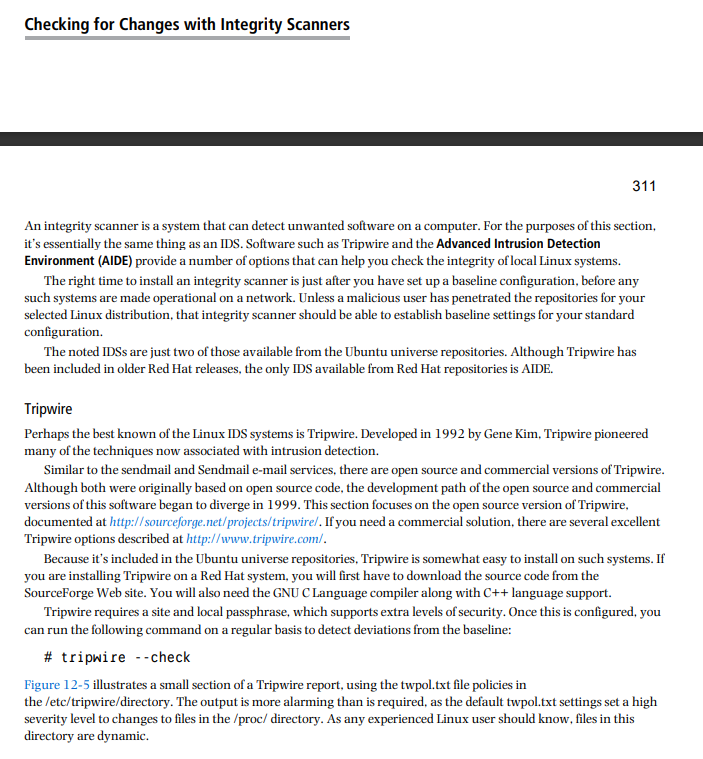 Checking for Changes with Integrity Scanners
311
An integrity scanner is a system that can detect unwanted software on a computer. For the purposes of this section,
it's essentially the same thing as an IDS. Software such as Tripwire and the Advanced Intrusion Detection
Environment (AIDE) provide a number of options that can help you check the integrity of local Linux systems.
The right time to install an integrity scanner is just after you have set up a baseline configuration, before any
such systems are made operational on a network. Unless a malicious user has penetrated the repositories for your
selected Linux distribution, that integrity scanner should be able to establish baseline settings for your standard
configuration.
The noted IDSs are just two of those available from the Ubuntu universe repositories. Although Tripwire has
been included in older Red Hat releases, the only IDS available from Red Hat repositories is AIDE.
Tripwire
Perhaps the best known of the Linux IDS systems is Tripwire. Developed in 1992 by Gene Kim, Tripwire pioneered
many of the techniques now associated with intrusion detection.
Similar to the sendmail and Sendmail e-mail services, there are open source and commercial versions of Tripwire.
Although both were originally based on open source code, the development path of the open source and commercial
versions of this software began to diverge in 1999. This section focuses on the open source version of Tripwire,
documented at http://sourceforge.net/projects/tripwire/. If you need a commercial solution, there are several excellent
Tripwire options described at http://www.tripwire.com/.
Because it's included in the Ubuntu universe repositories, Tripwire is somewhat easy to install on such systems. If
you are installing Tripwire on a Red Hat system, you will first have to download the source code from the
SourceForge Web site. You will also need the GNU C Language compiler along with C++ language support.
Tripwire requires a site and local passphrase, which supports extra levels of security. Once this is configured, you
can run the following command on a regular basis to detect deviations from the baseline:
# tripwire --check
Figure 12-5 illustrates a small section of a Tripwire report, using the twpol.txt file policies in
the /etc/tripwire/directory. The output is more alarming than is required, as the default twpol.txt settings set a high
severity level to changes to files in the /proc/ directory. As any experienced Linux user should know, files in this
directory are dynamic.